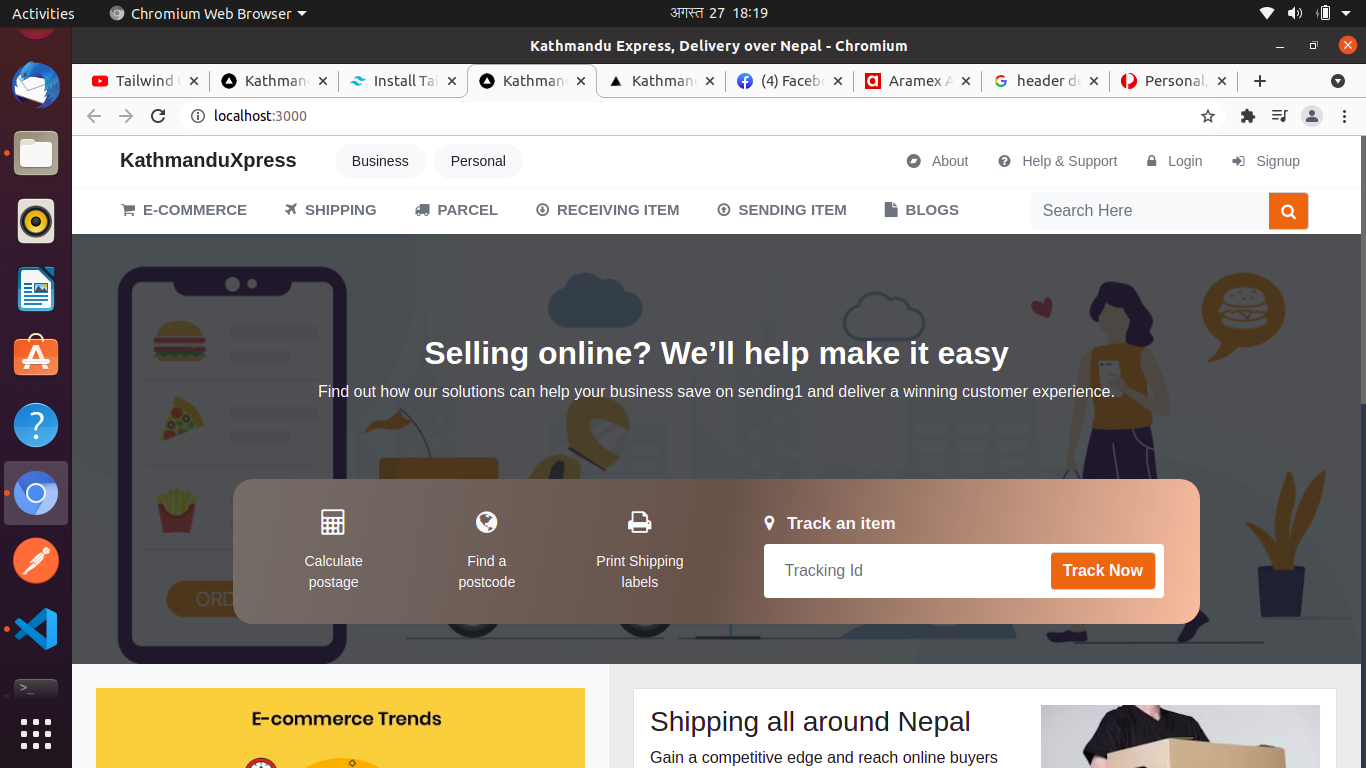 Activities Chromium Web Browser अगस्त 27 18:19
Kathmandu Express, Delivery over Nepal - Chromium
Tailwind Kathman Install Tai Kathman Kathman (4) Facebo Aramex A header de Personal,
localhost:3000
KathmanduXpress Business Personal About Help & Support Login Signup
E-COMMERCE SHIPPING PARCEL RECEIVING ITEM SENDING ITEM BLOGS Search Here
Selling online? We’ll help make it easy
Find out how our solutions can help your business save on sending1 and deliver a winning customer experience.
Track an item
Calculate Find a Print Shipping
postage postcode labels
Tracking Id Track Now
ORD
E-commerce Trends
Shipping all around Nepal
Gain a competitive edge and reach online buyers